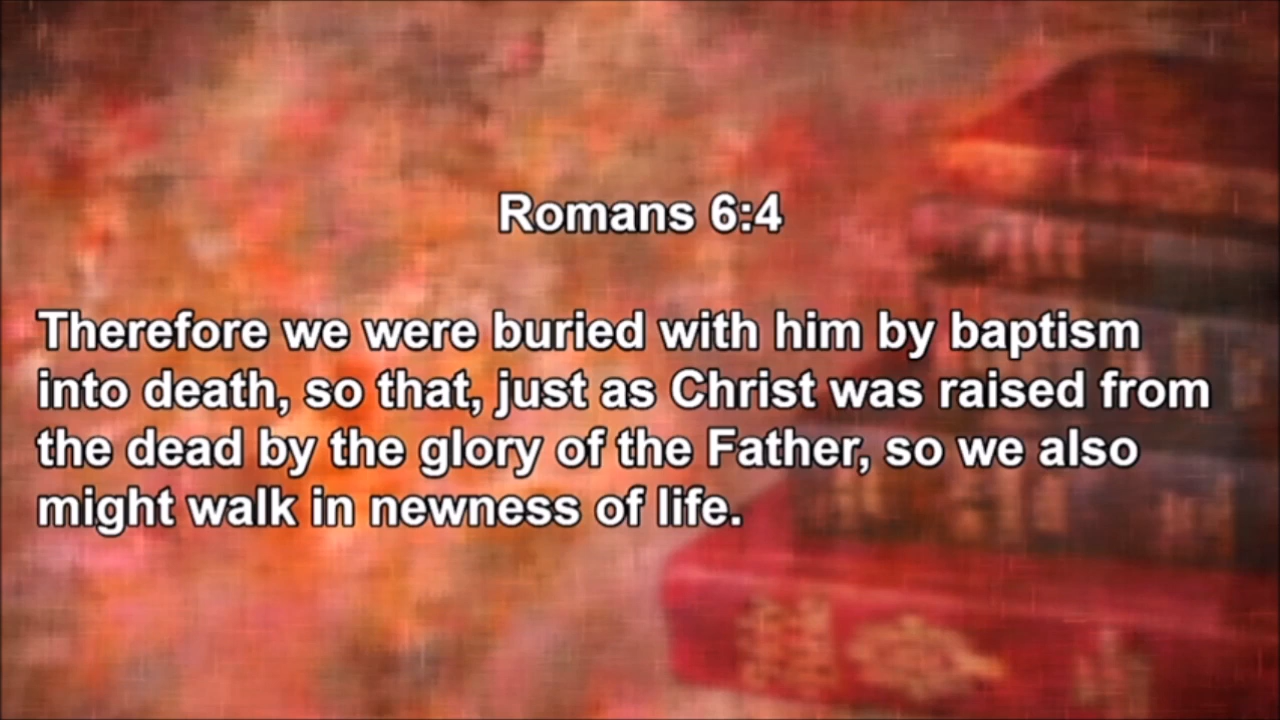 Romans 6:4
Therefore we were buried with him by baptism
into death, so that, just as Christ was raised from
the dead by the glory of the Father, so we also
might walk in newness of life.